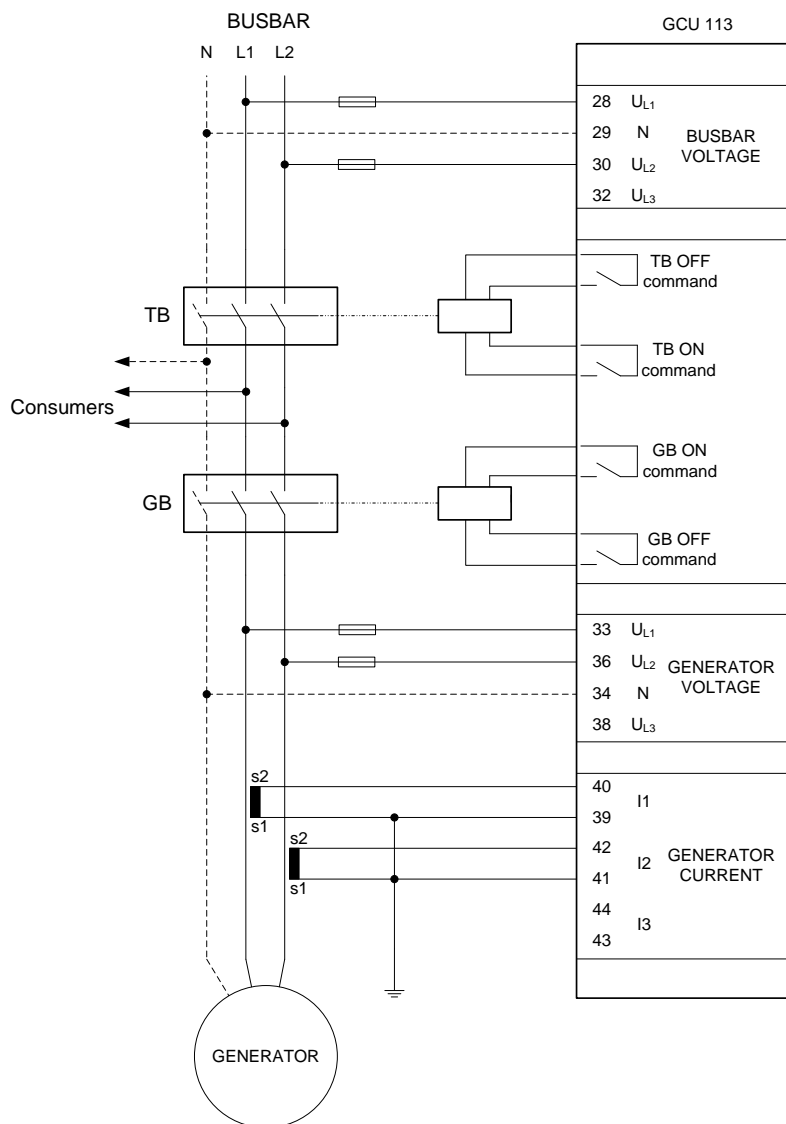 BUSBAR
GCU 113
N L1 L2
28 UL1
29 N
30 UL2
32 UL3
BUSBAR
VOLTAGE
TB
TB OFF
command
TB ON
command
Consumers
GB
GB ON
command
GB OFF
command
33 UL1
36 UL2
34 N
38 UL3
GENERATOR
VOLTAGE
s2
s1
s2
s1
40
39
I1
42
41
I2
44
43
I3
GENERATOR
CURRENT
GENERATOR